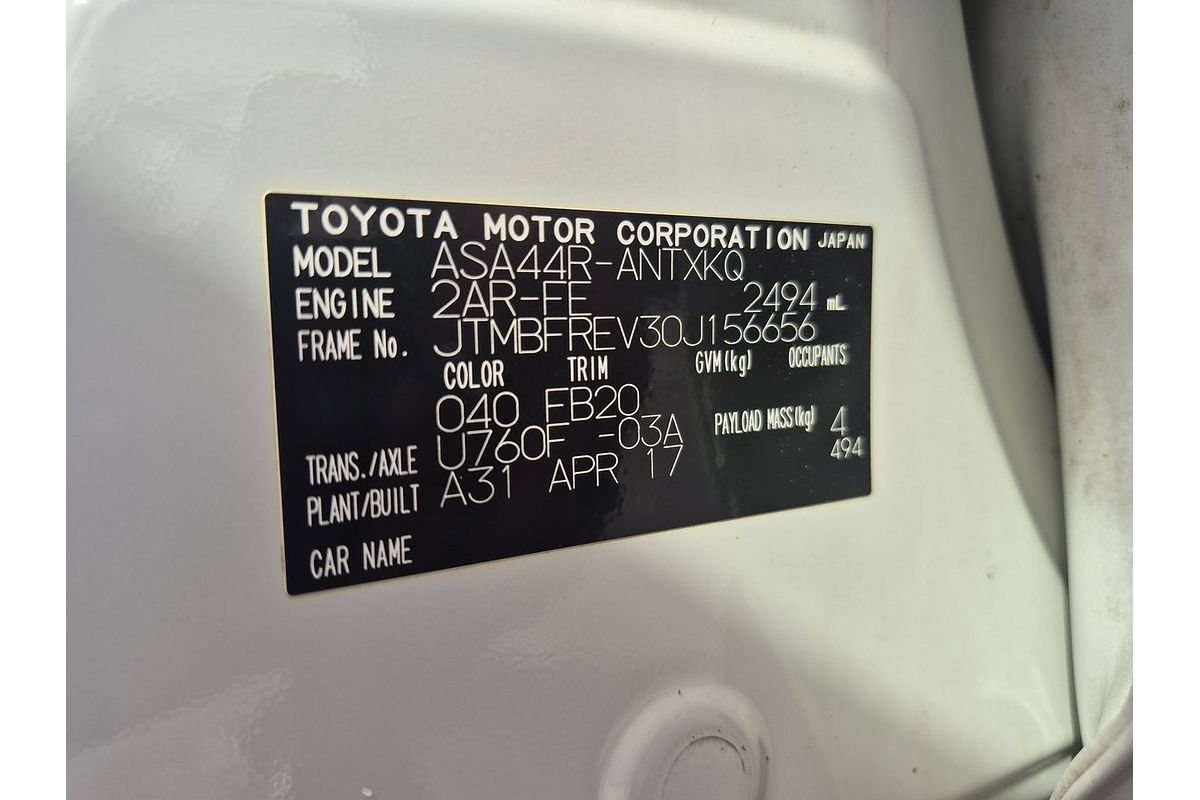 TOYOTA MOTOR CORPORATION JAPAN
MODEL ASA44R-ANTXKQ
ENGINE 2AR-FE 2494 mL
FRAME No. JTMBFREV30J156656
COLOR TRIM GVM(kg) OCCUPANTS
040 FB20
TRANS./AXLE U760F -03A PAYLOAD MASS(kg) 4
PLANT/BUILT A31 APR 17 494
CAR NAME